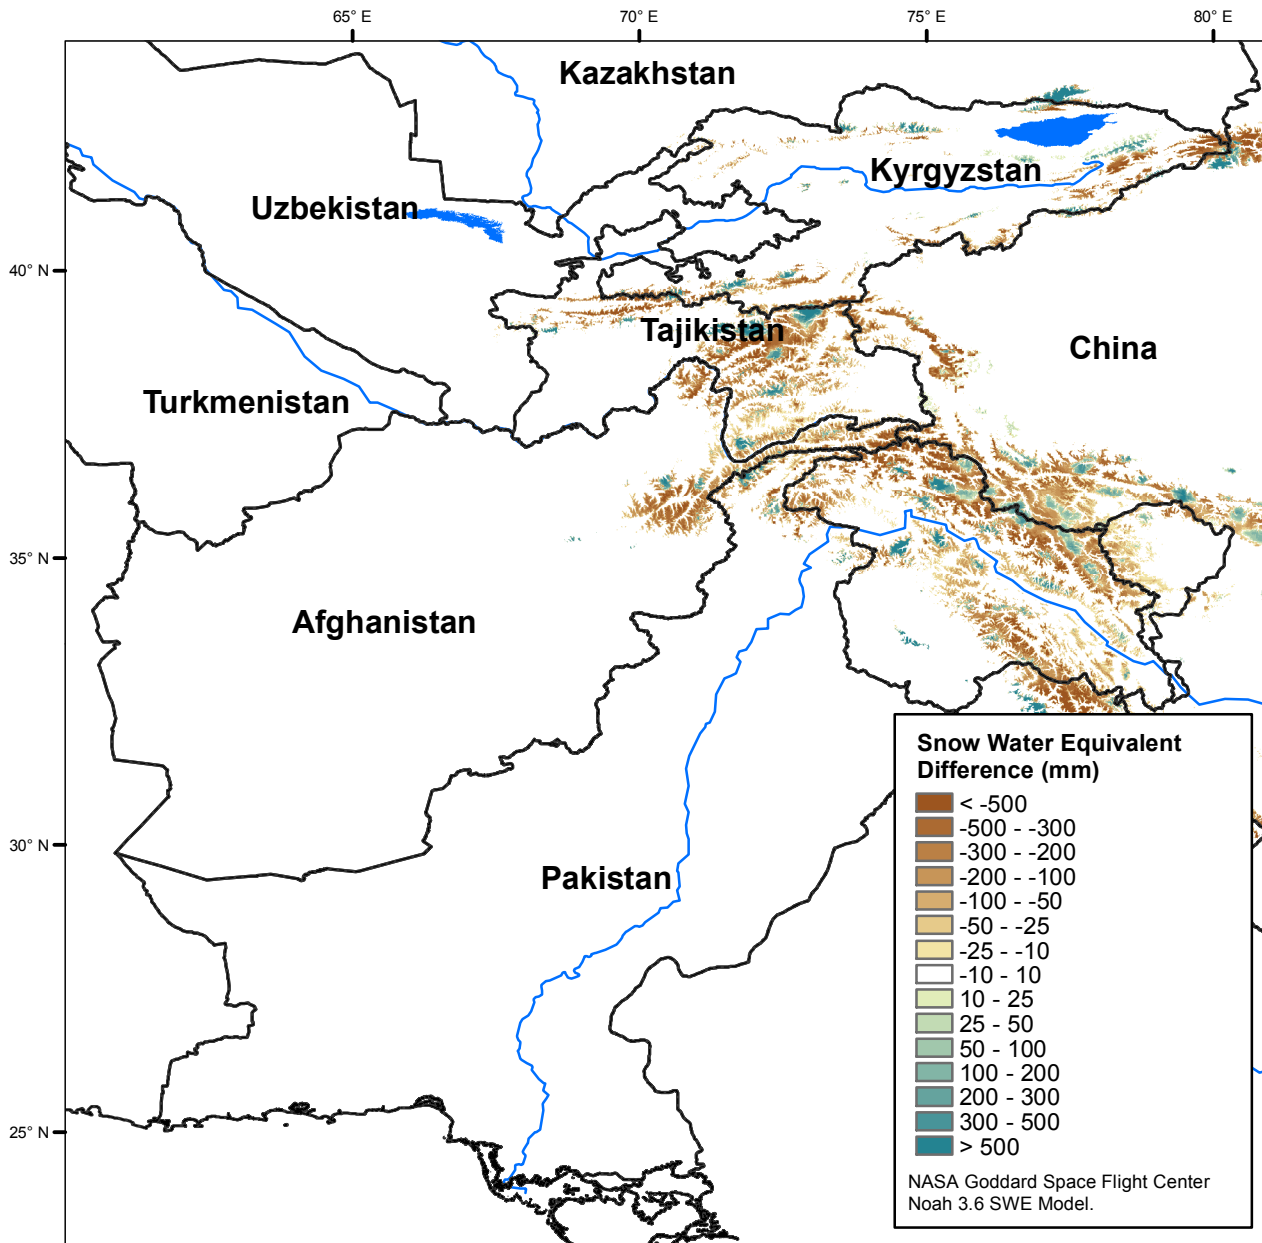 65° E
70° E
75° E
80° E
Kazakhstan
Kyrgyzstan
Uzbekistan
40° N
Tajikistan
China
Turkmenistan
35° N
Afghanistan
30° N
Pakistan
25° N
Snow Water Equivalent
Difference (mm)
< -500
-500 - -300
-300 - -200
-200 - -100
-100 - -50
-50 - -25
-25 - -10
-10 - 10
10 - 25
25 - 50
50 - 100
100 - 200
200 - 300
300 - 500
> 500
NASA Goddard Space Flight Center
Noah 3.6 SWE Model.